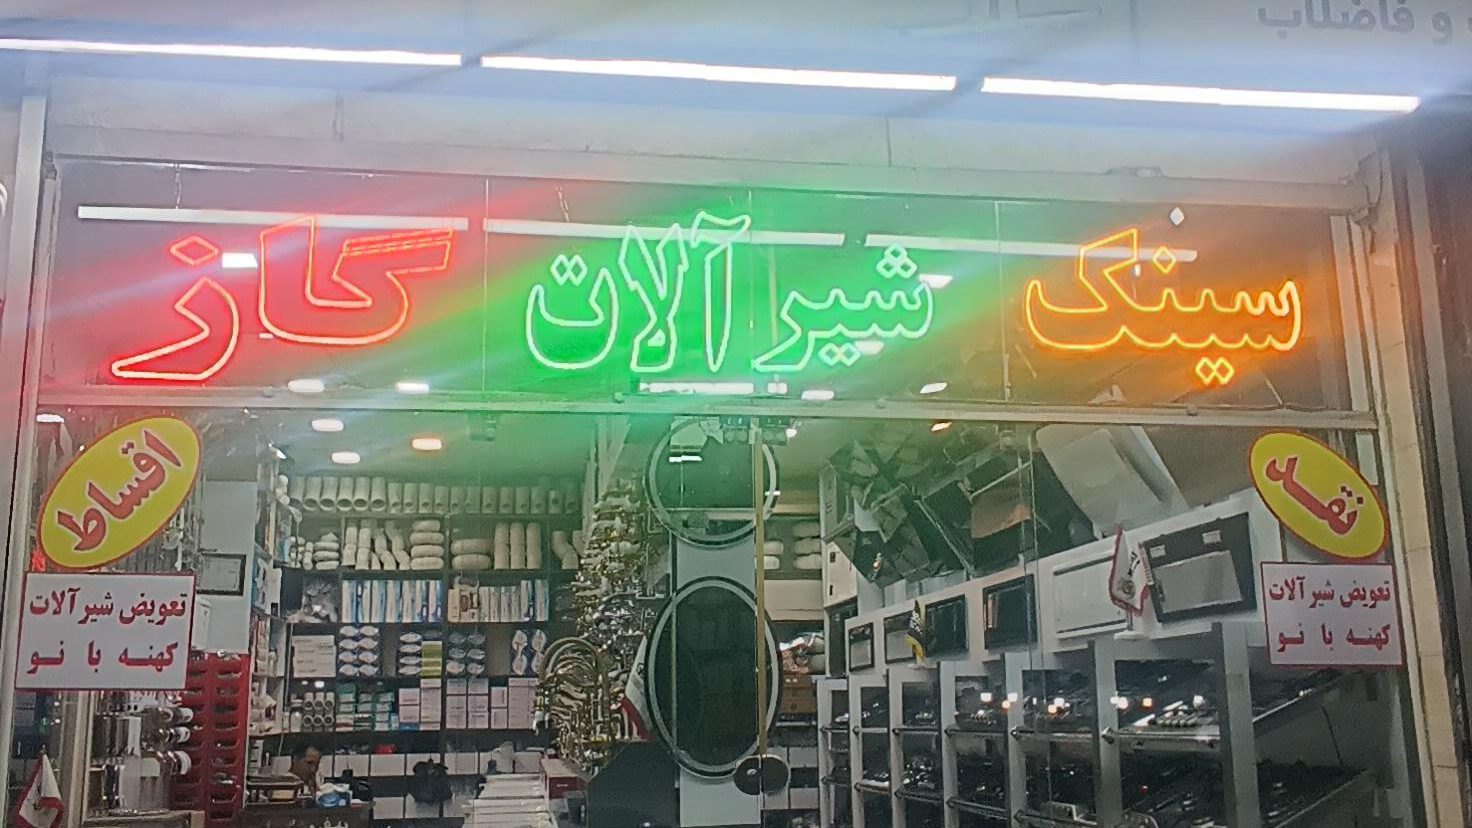 و فاضلاب
سینک شیرآلات گاز
نقد
اقساط
تعویض شیرآلات
کهنه با نو
تعویض شیرآلات
کهنه با نو